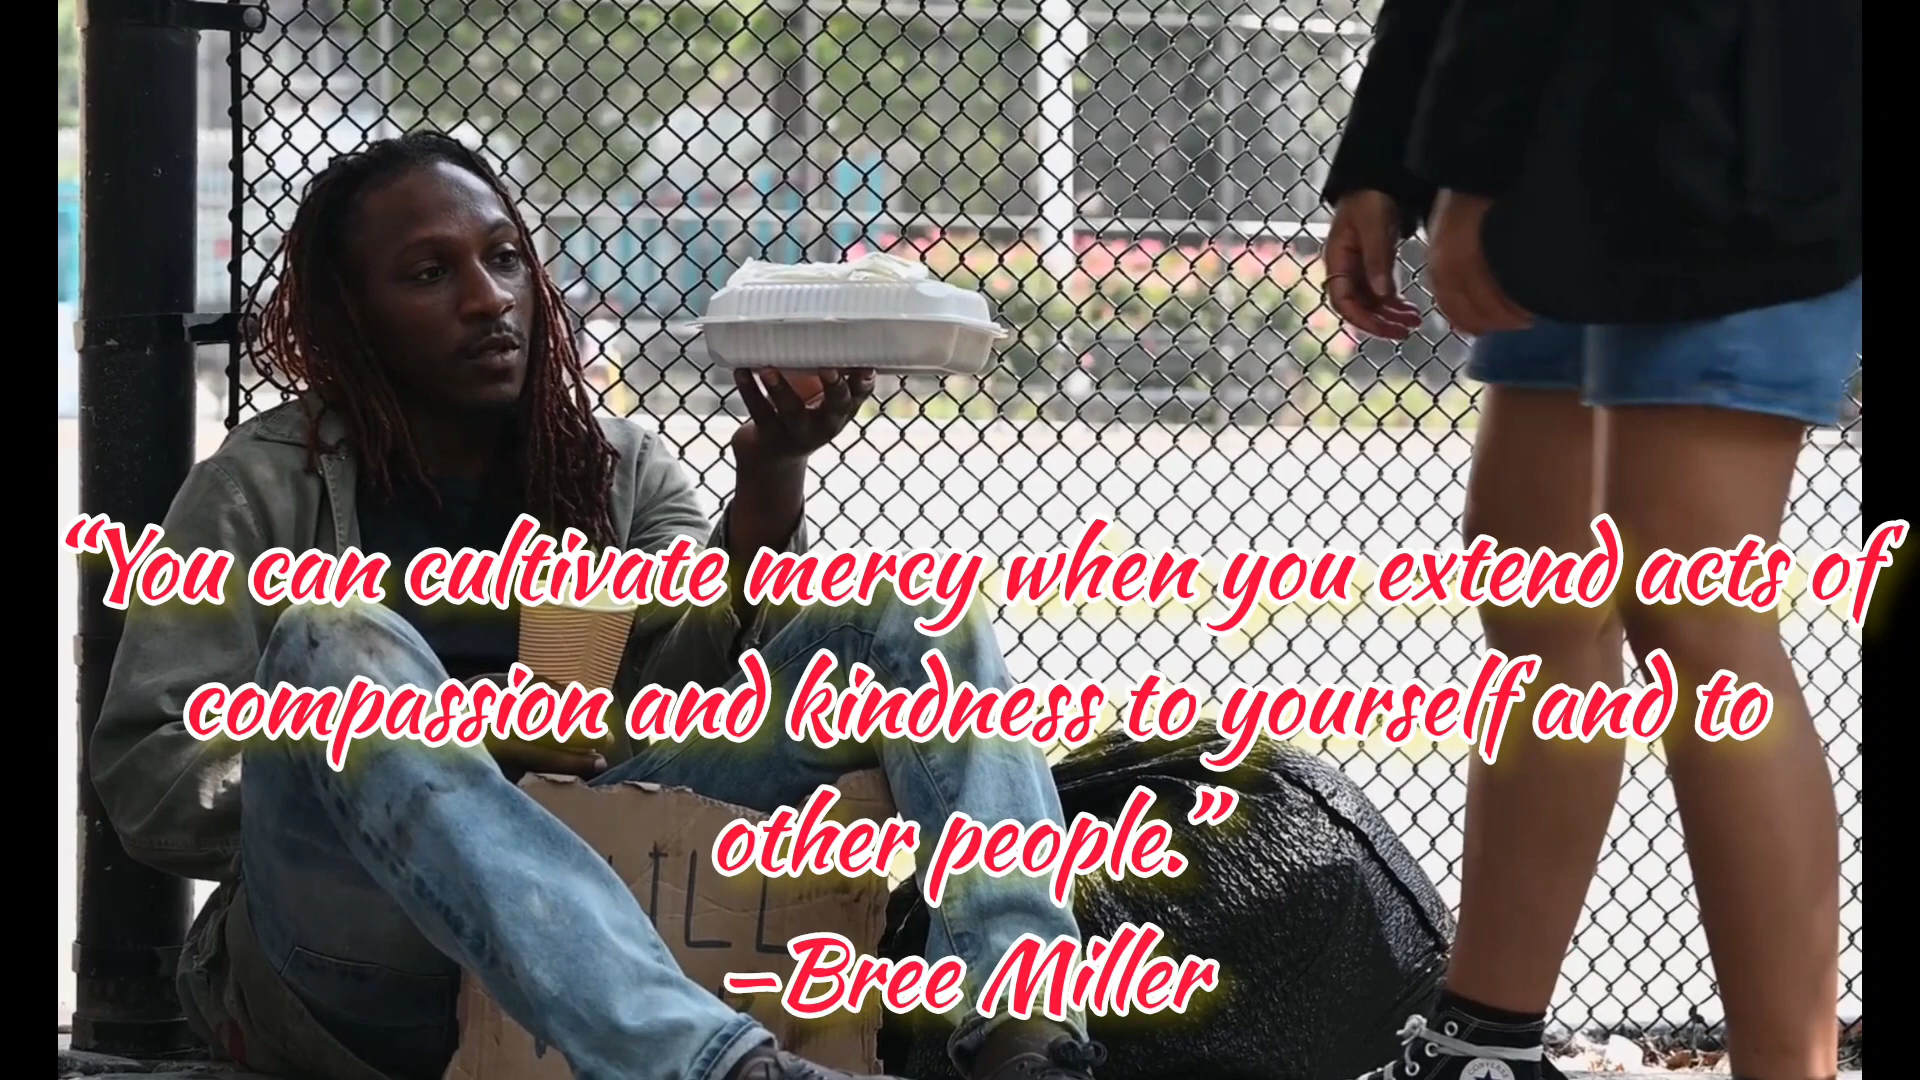 “You can cultivate mercy when you extend acts of
compassion and kindness to yourself and to
other people.”
–Bree Miller
CONVERSE